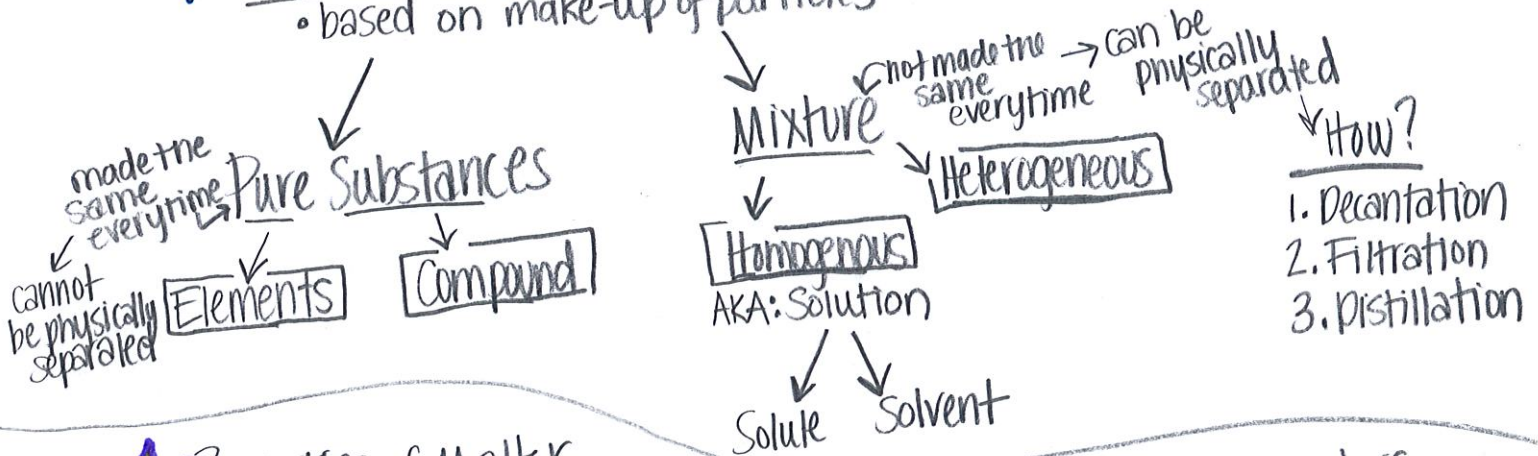 • based on make-up of particles
not made the
same
everytime
→ can be
physically
separated
How?
1. Decantation
2. Filtration
3. Distillation
Mixture
Heterogeneous
Homogenous
AKA: Solution
Solute
Solvent
made the
same
everytime
Pure Substances
cannot
be physically
separated
Elements
Compound
of Matter